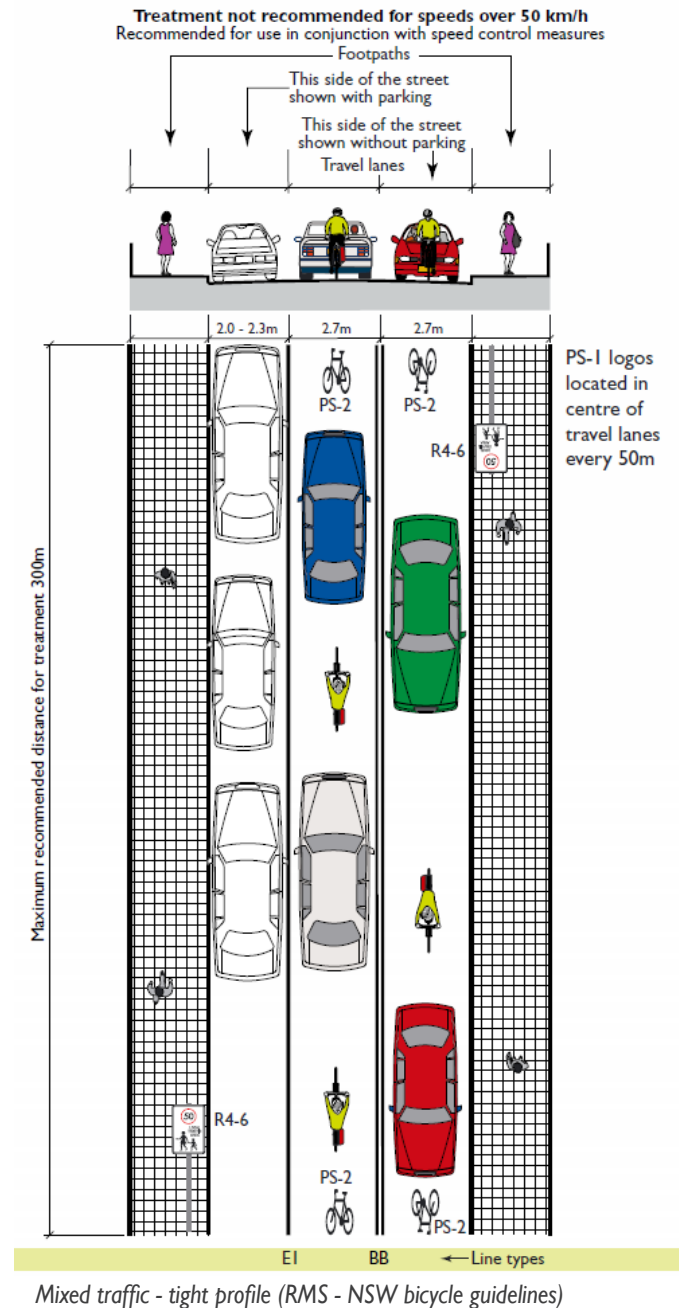 Treatment not recommended for speeds over 50 km/h
Recommended for use in conjunction with speed control measures
Footpaths
This side of the street
shown with parking
This side of the street
shown without parking
Travel lanes
2.0 - 2.3m
2.7m
2.7m
PS-2
PS-2
PS-1 logos
located in
centre of
travel lanes
every 50m
R4-6
50
Maximum recommended distance for treatment 300m
50
R4-6
PS-2
PS-2
E1
BB
Line types
Mixed traffic - tight profile (RMS - NSW bicycle guidelines)